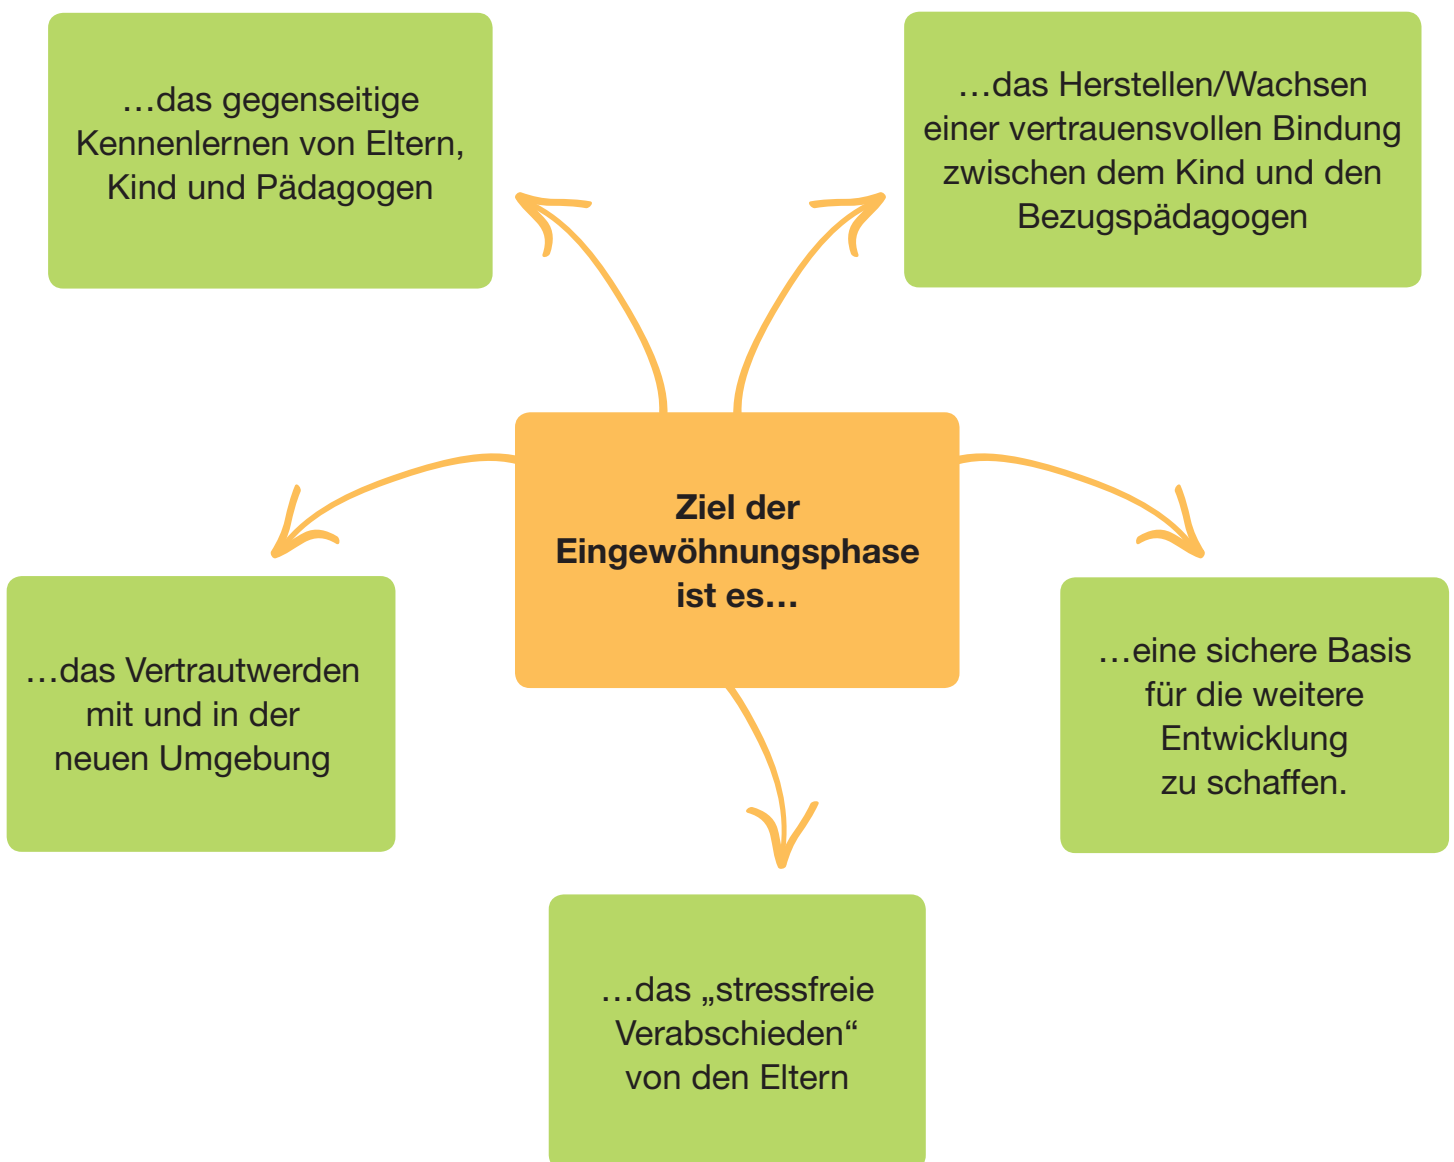 …das gegenseitige
Kennenlernen von Eltern,
Kind und Pädagogen
…das Herstellen/Wachsen
einer vertrauensvollen Bindung
zwischen dem Kind und den
Bezugspädagogen
Ziel der
Eingewöhnungsphase
ist es…
…das Vertrautwerden
mit und in der
neuen Umgebung
…eine sichere Basis
für die weitere
Entwicklung
zu schaffen.
…das „stressfreie
Verabschieden“
von den Eltern